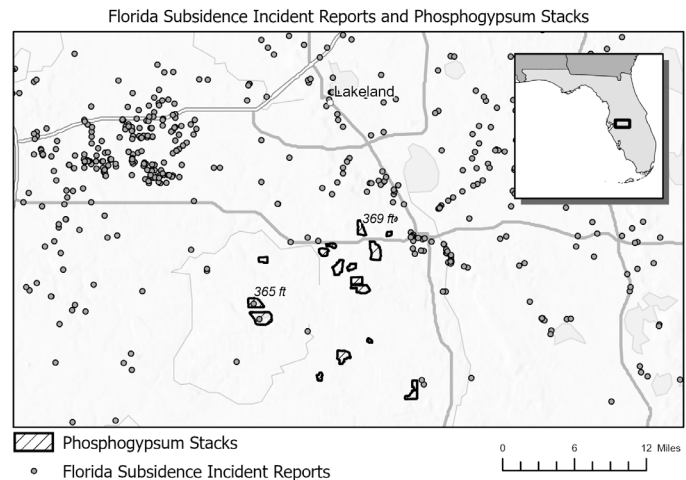 Florida Subsidence Incident Reports and Phosphogypsum Stacks
Lakeland
369 ft
365 ft
Phosphogypsum Stacks
Florida Subsidence Incident Reports
0 6 12 Miles